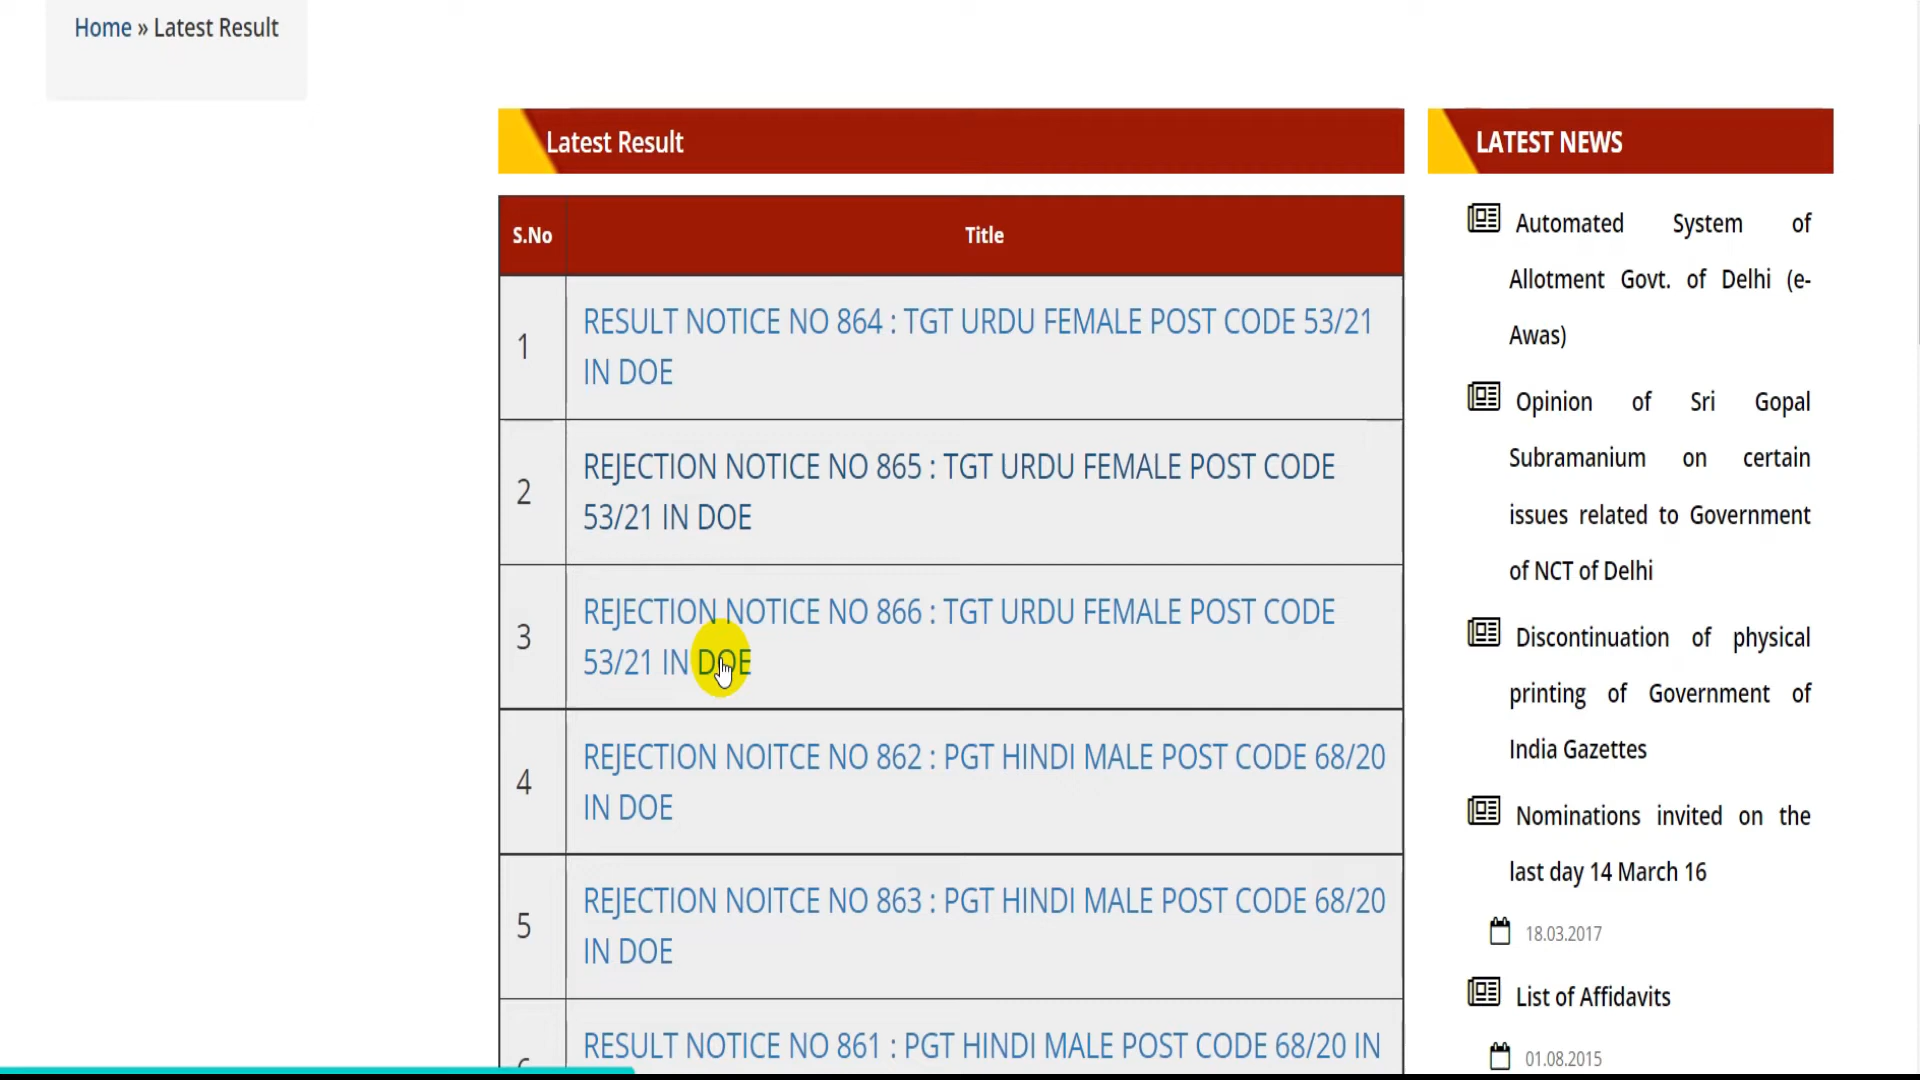 Home » Latest Result
Latest Result
S.No Title
1 RESULT NOTICE NO 864 : TGT URDU FEMALE POST CODE 53/21
IN DOE
2 REJECTION NOTICE NO 865 : TGT URDU FEMALE POST CODE
53/21 IN DOE
3 REJECTION NOTICE NO 866 : TGT URDU FEMALE POST CODE
53/21 IN DOE
4 REJECTION NOITCE NO 862 : PGT HINDI MALE POST CODE 68/20
IN DOE
5 REJECTION NOITCE NO 863 : PGT HINDI MALE POST CODE 68/20
IN DOE
RESULT NOTICE NO 861 : PGT HINDI MALE POST CODE 68/20 IN
LATEST NEWS
Automated System of
Allotment Govt. of Delhi (e-
Awas)
Opinion of Sri Gopal
Subramanium on certain
issues related to Government
of NCT of Delhi
Discontinuation of physical
printing of Government of
India Gazettes
Nominations invited on the
last day 14 March 16
18.03.2017
List of Affidavits
01.08.2015